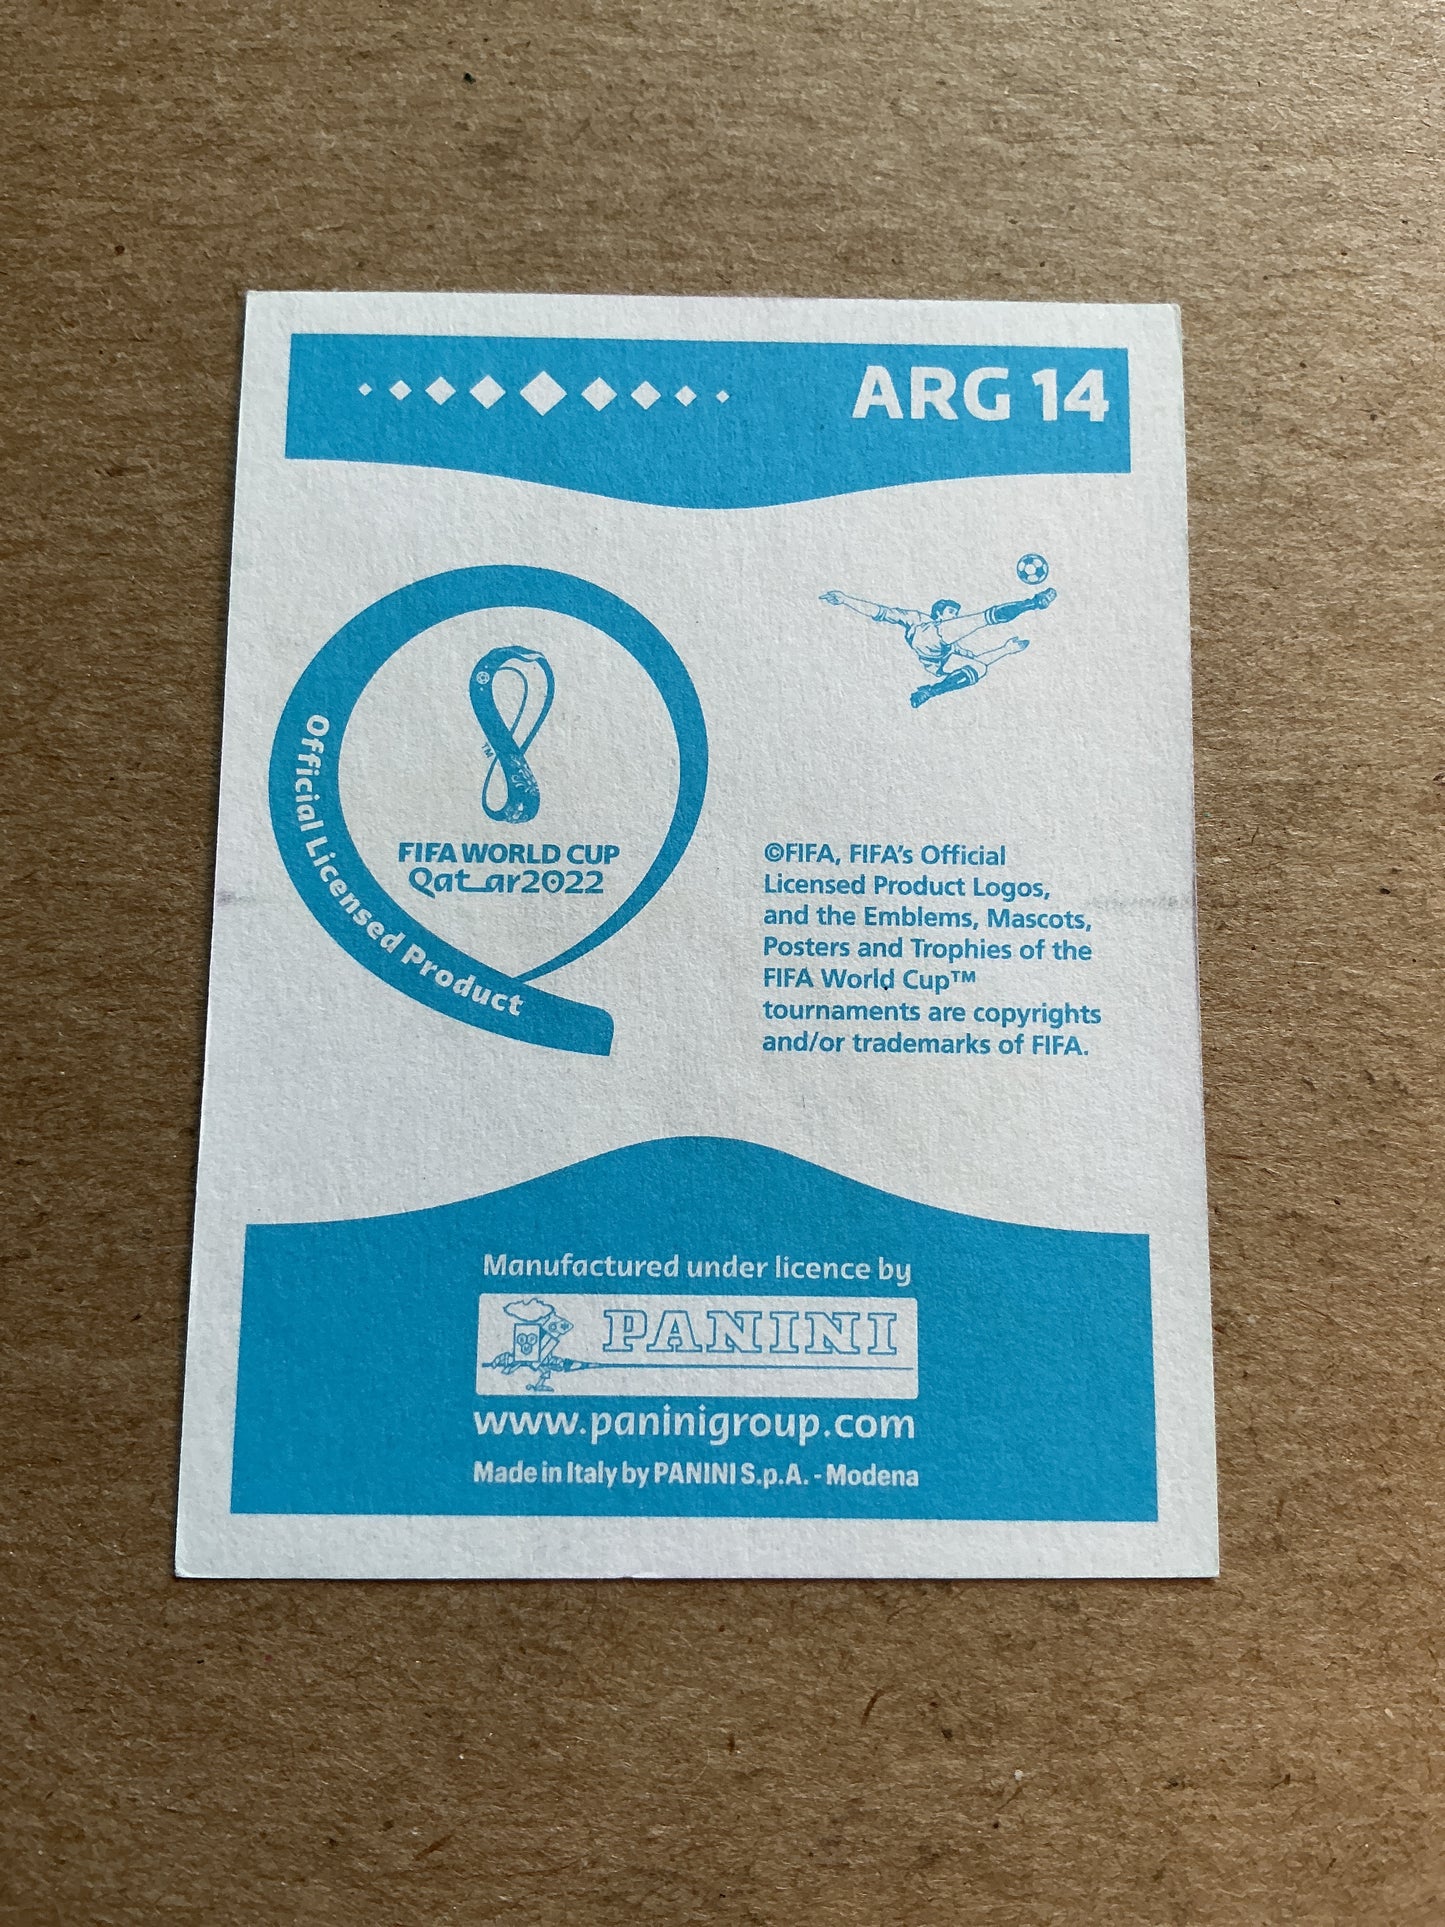 ARG 14
Official Licensed Product
TM
FIFA WORLD CUP
Qatar2022
©FIFA, FIFA's Official
Licensed Product Logos,
and the Emblems, Mascots,
Posters and Trophies of the
FIFA World Cup™
tournaments are copyrights
and/or trademarks of FIFA.
Manufactured under licence by
PANINI
www.paninigroup.com
Made in Italy by PANINI S.p.A. - Modena